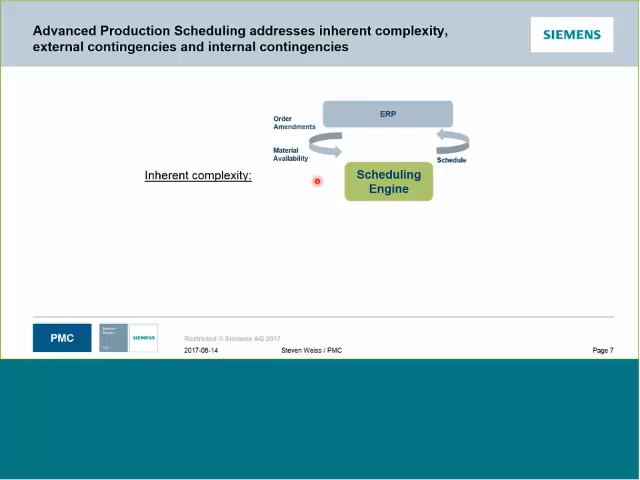 Advanced Production Scheduling addresses inherent complexity,
external contingencies and internal contingencies
SIEMENS
ERP
Order
Amendments
Material
Availability
Schedule
Inherent complexity:
Scheduling
Engine
PMC
SIEMENS
Restricted © Siemens AG 2017
2017-06-14
Steven Weiss / PMC
Page 7